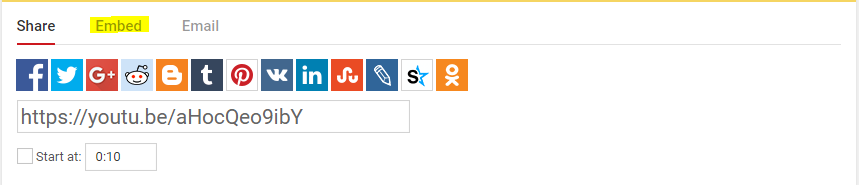 Share Embed Email
https://youtu.be/aHocQeo9ibY
Start at: 0:10